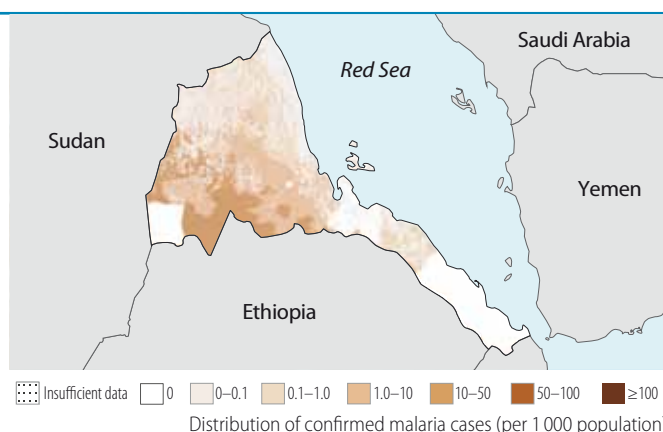 Saudi Arabia
Red Sea
Sudan
Yemen
Ethiopia
Insufficient data 0 0–0.1 0.1–1.0 1.0–10 10–50 50–100 ≥100
Distribution of confirmed malaria cases (per 1 000 population)